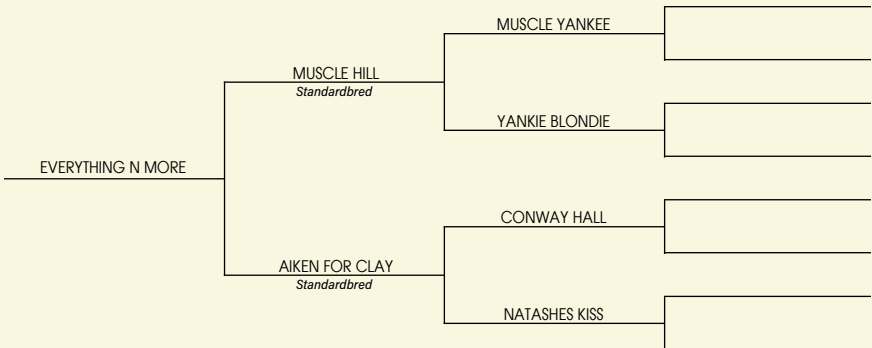 MUSCLE YANKEE
MUSCLE HILL
Standardbred
YANKIE BLONDIE
EVERYTHING N MORE
CONWAY HALL
AIKEN FOR CLAY
Standardbred
NATASHES KISS